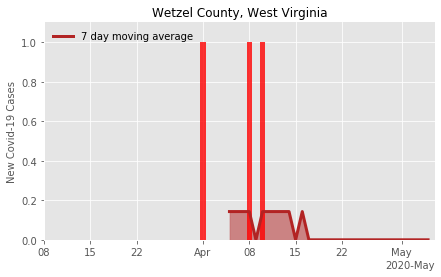 Wetzel County, West Virginia
7 day moving average
New Covid-19 Cases
1.0
0.8
0.6
0.4
0.2
0.0
08 15 22 Apr 08 15 22 May
2020-May